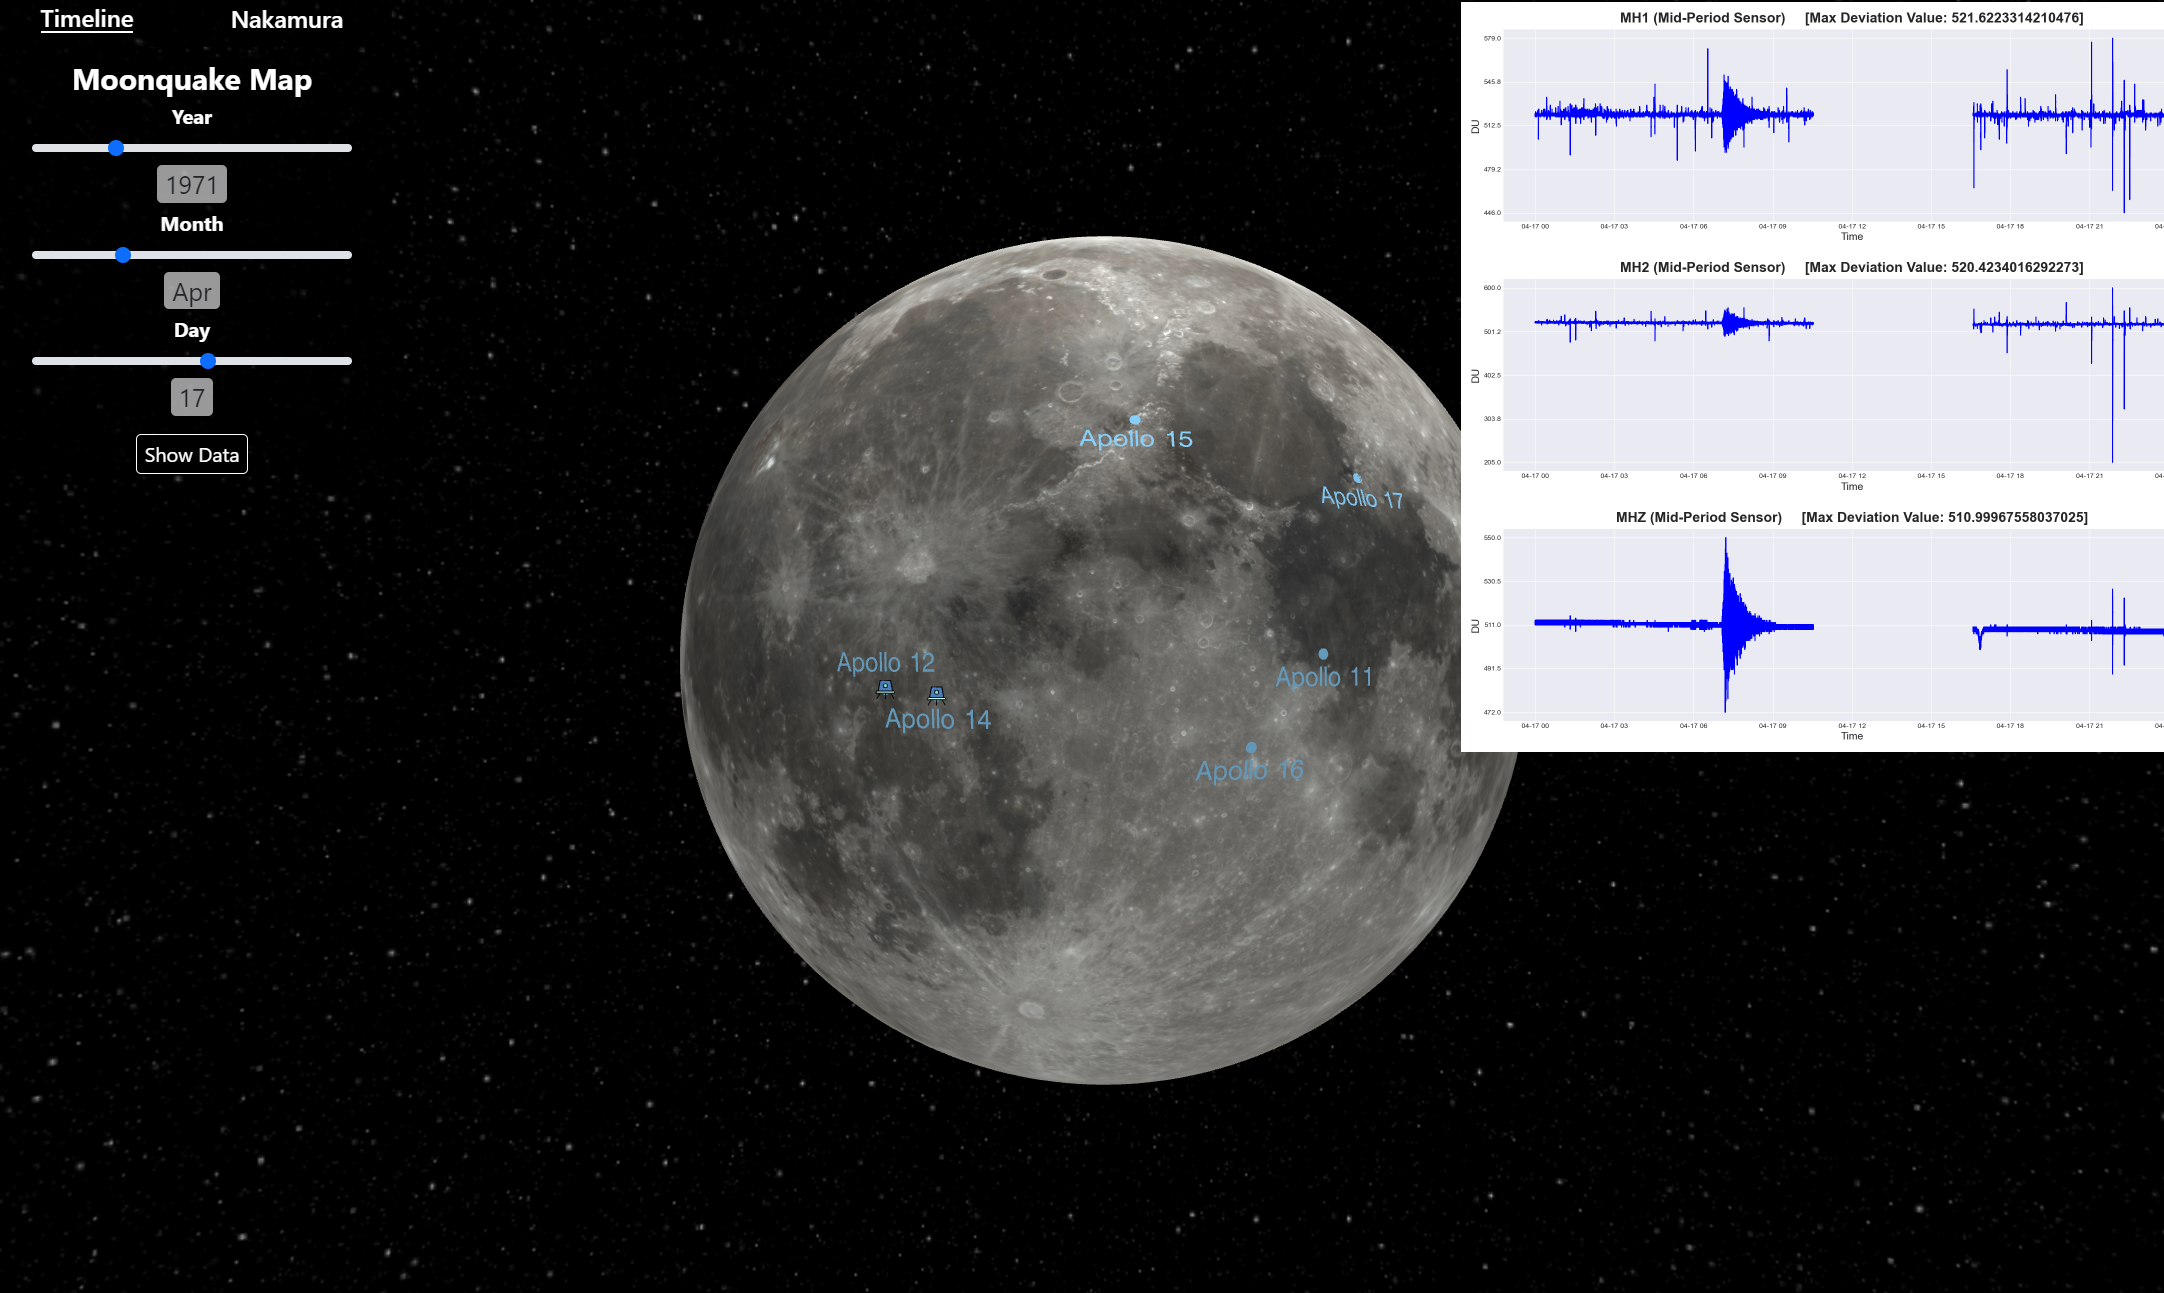 Timeline
Nakamura
Moonquake Map
Year
1971
Month
Apr
Day
17
Show Data
Apollo 15
Apollo 17
Apollo 12
Apollo 14
Apollo 11
Apollo 16
MH1 (Mid-Period Sensor) [Max Deviation Value: 521.6223314210476]
579.0
545.8
512.5
479.2
446.0
DU
04-17 00 04-17 03 04-17 06 04-17 09 04-17 12 04-17 15 04-17 18 04-17 21 04-
Time
MH2 (Mid-Period Sensor) [Max Deviation Value: 520.4234016292273]
600.0
501.2
402.5
303.8
205.0
DU
04-17 00 04-17 03 04-17 06 04-17 09 04-17 12 04-17 15 04-17 18 04-17 21 04-
Time
MHZ (Mid-Period Sensor) [Max Deviation Value: 510.99967558037025]
550.0
530.5
511.0
491.5
472.0
DU
04-17 00 04-17 03 04-17 06 04-17 09 04-17 12 04-17 15 04-17 18 04-17 21 04-
Time